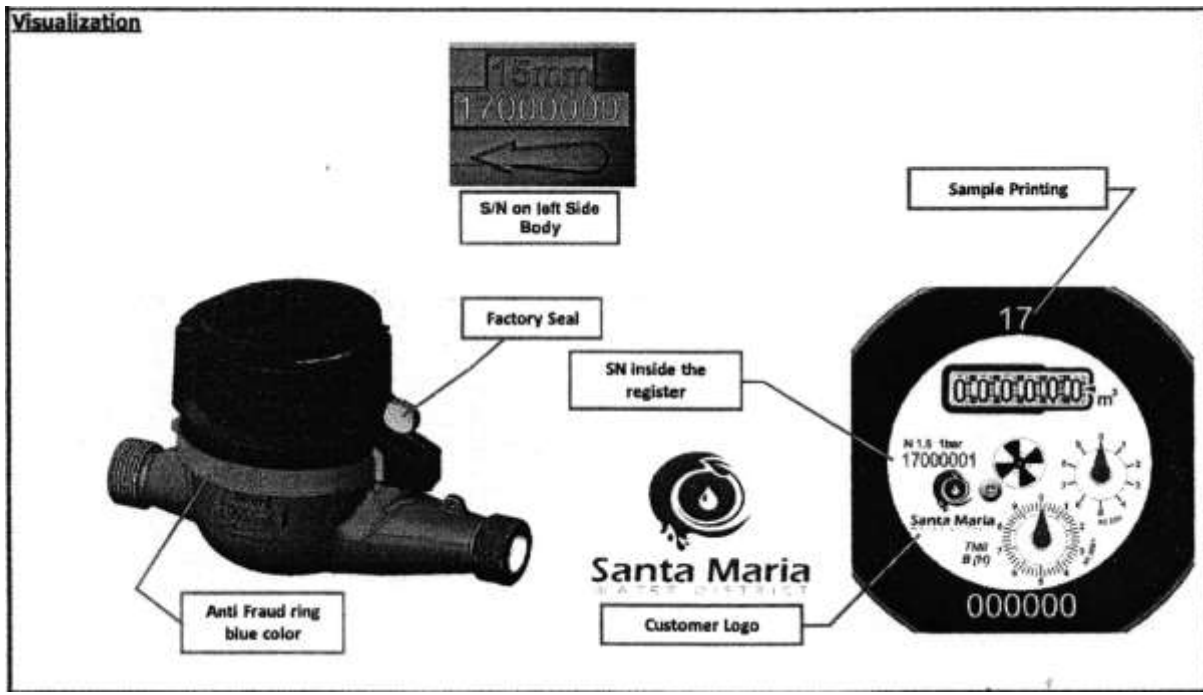 Visualization
15mm
17000000
S/N on left Side
Body
Sample Printing
Factory Seal
17
SN inside the
register
m³
N 1.5 1bar
17000001
Santa Maria
Santa Maria
WATER DISTRICT
TMII
B (H)
000000
Anti Fraud ring
blue color
Customer Logo